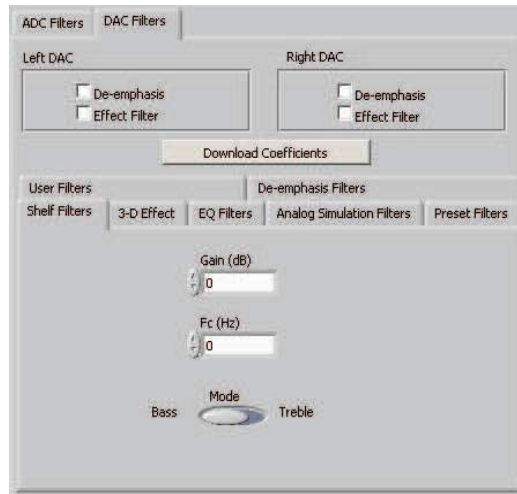 ADC Filters DAC Filters
Left DAC Right DAC
De-emphasis De-emphasis
Effect Filter Effect Filter
Download Coefficients
User Filters De-emphasis Filters
Shelf Filters 3-D Effect EQ Filters Analog Simulation Filters Preset Filters
Gain (dB)
0
Fc (Hz)
0
Mode
Bass Treble